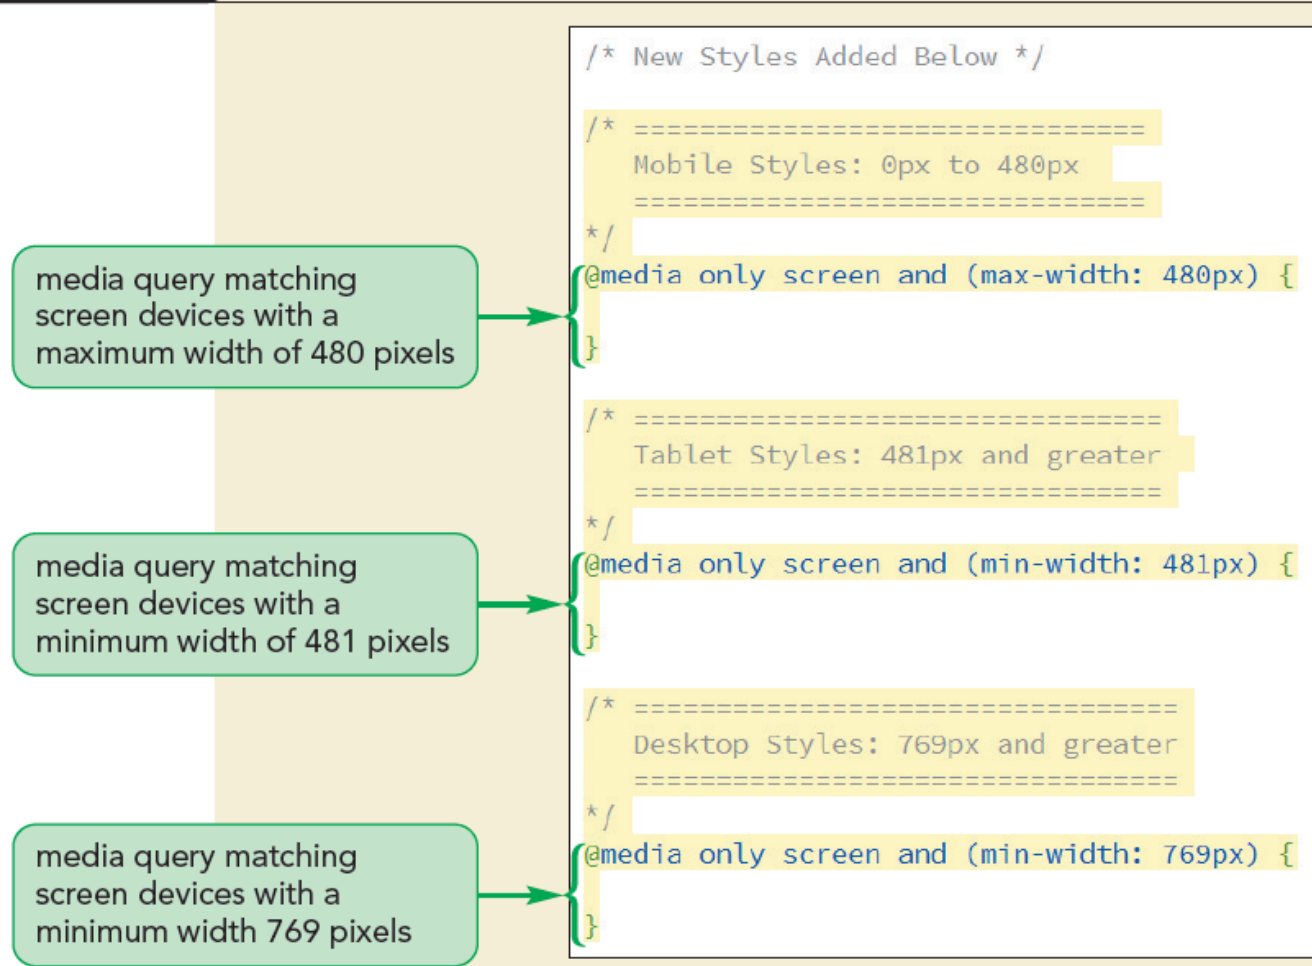 /* New Styles Added Below */
/* ===============================
Mobile Styles: 0px to 480px
===============================
*/
media query matching
screen devices with a
maximum width of 480 pixels
@media only screen and (max-width: 480px) {
}
/* ================================
Tablet Styles: 481px and greater
================================
*/
media query matching
screen devices with a
minimum width of 481 pixels
@media only screen and (min-width: 481px) {
}
/* =================================
Desktop Styles: 769px and greater
=================================
*/
media query matching
screen devices with a
minimum width 769 pixels
@media only screen and (min-width: 769px) {
}